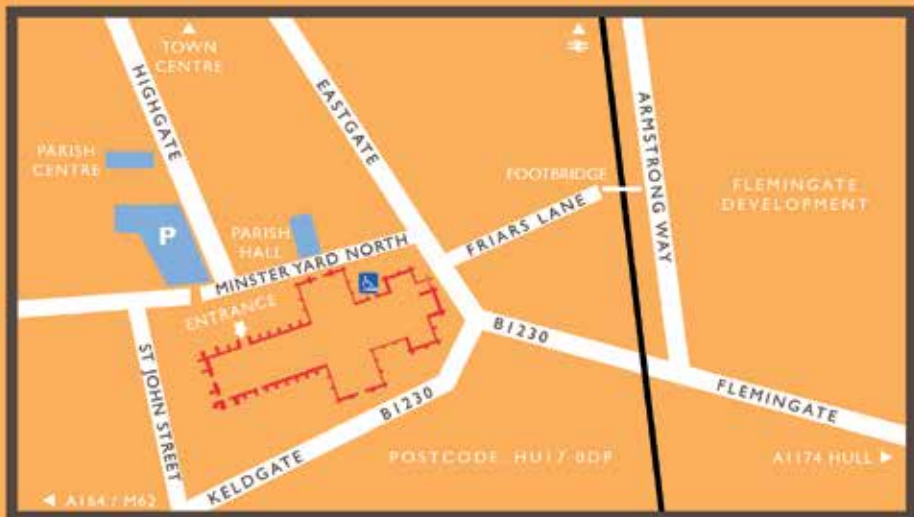 TOWN
CENTRE
HIGHGATE
EASTGATE
ARMSTRONG WAY
PARISH
CENTRE
FOOTBRIDGE
FLEMINGATE
DEVELOPMENT
P
PARISH
HALL
FRIARS LANE
MINSTER YARD NORTH
ENTRANCE
ST JOHN STREET
B1230
B1230
FLEMINGATE
KELDGATE
POSTCODE HU17 0DP
A1174 HULL ▶
◀ A164 / M62